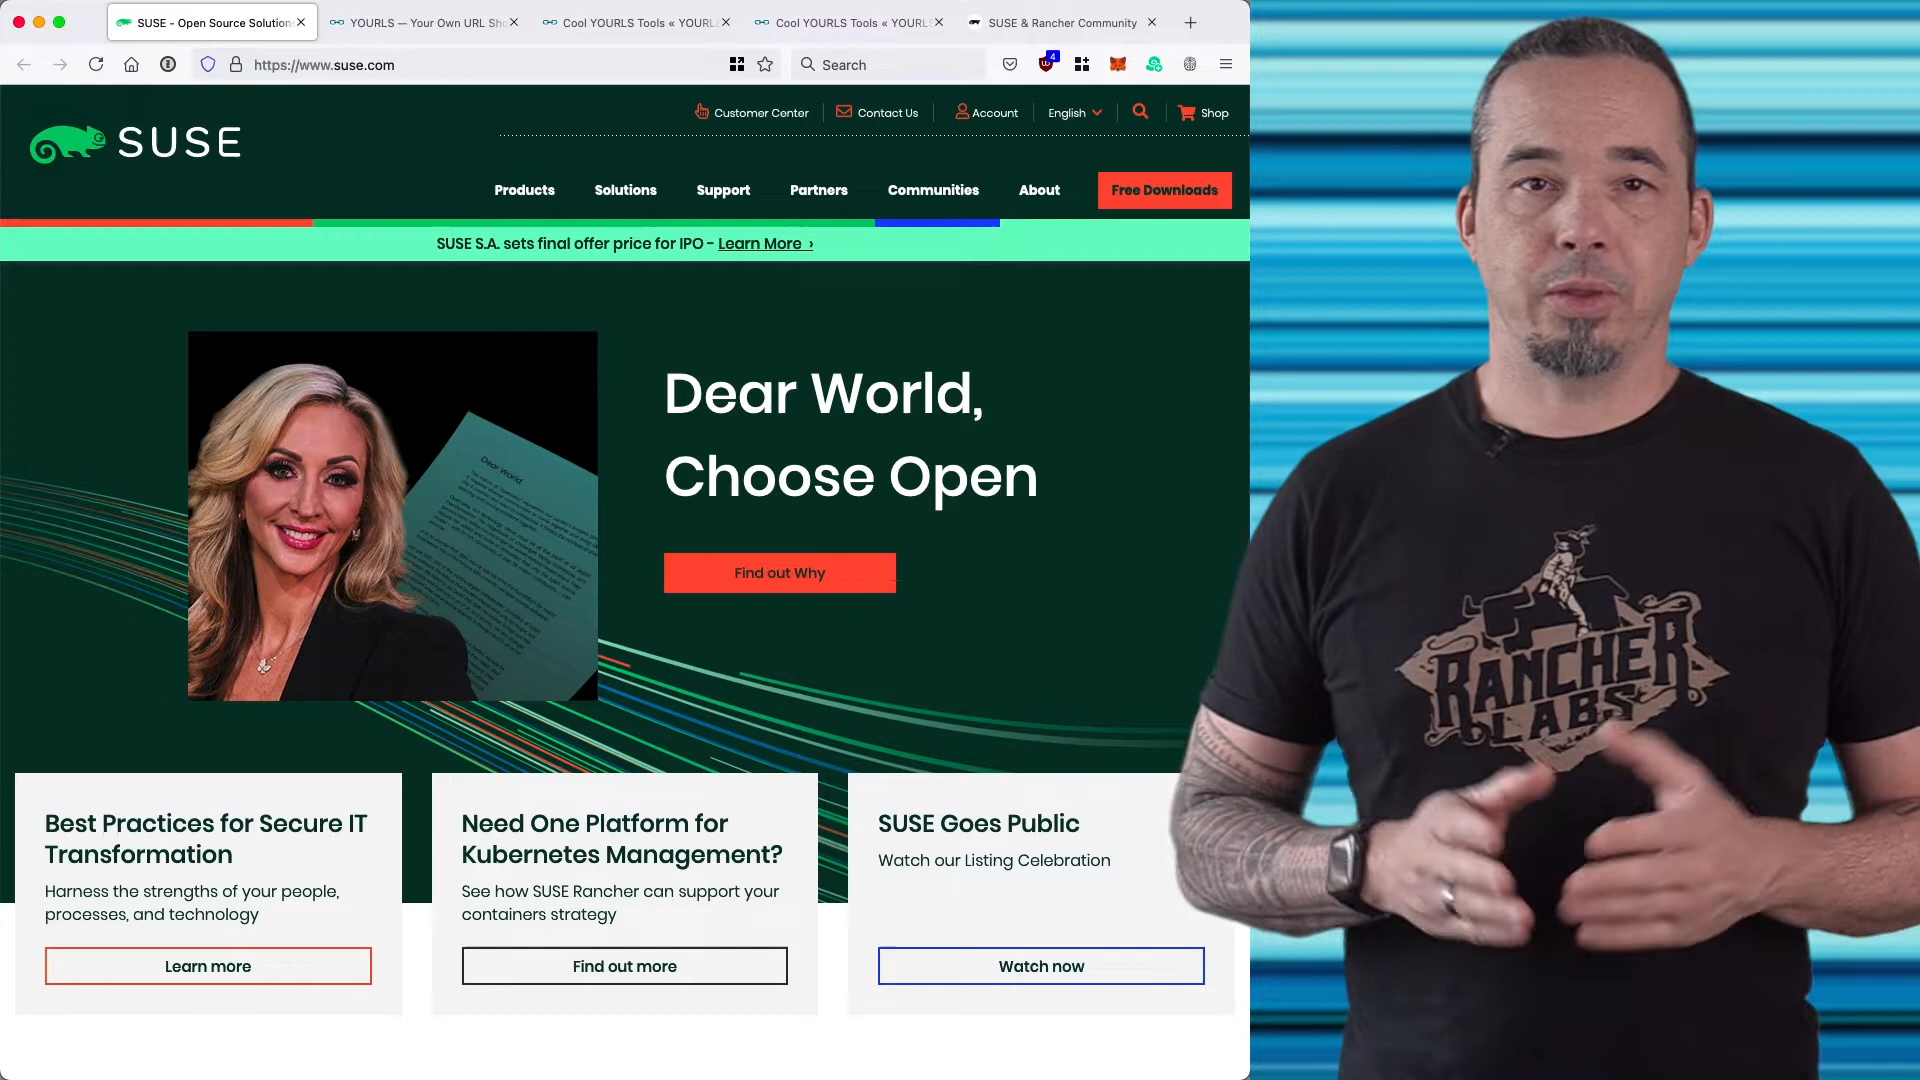 SUSE - Open Source Solution
YOURLS — Your Own URL Sho
Cool YOURLS Tools « YOURL
Cool YOURLS Tools « YOURLS
SUSE & Rancher Community
https://www.suse.com
Search
4
Customer Center
Contact Us
Account
English
Shop
SUSE
Products
Solutions
Support
Partners
Communities
About
Free Downloads
SUSE S.A. sets final offer price for IPO - Learn More ›
Dear World,
Dear World,
Choose Open
Find out Why
RANCHER
LABS
Best Practices for Secure IT
Transformation
Harness the strengths of your people,
processes, and technology
Learn more
Need One Platform for
Kubernetes Management?
See how SUSE Rancher can support your
containers strategy
Find out more
SUSE Goes Public
Watch our Listing Celebration
Watch now